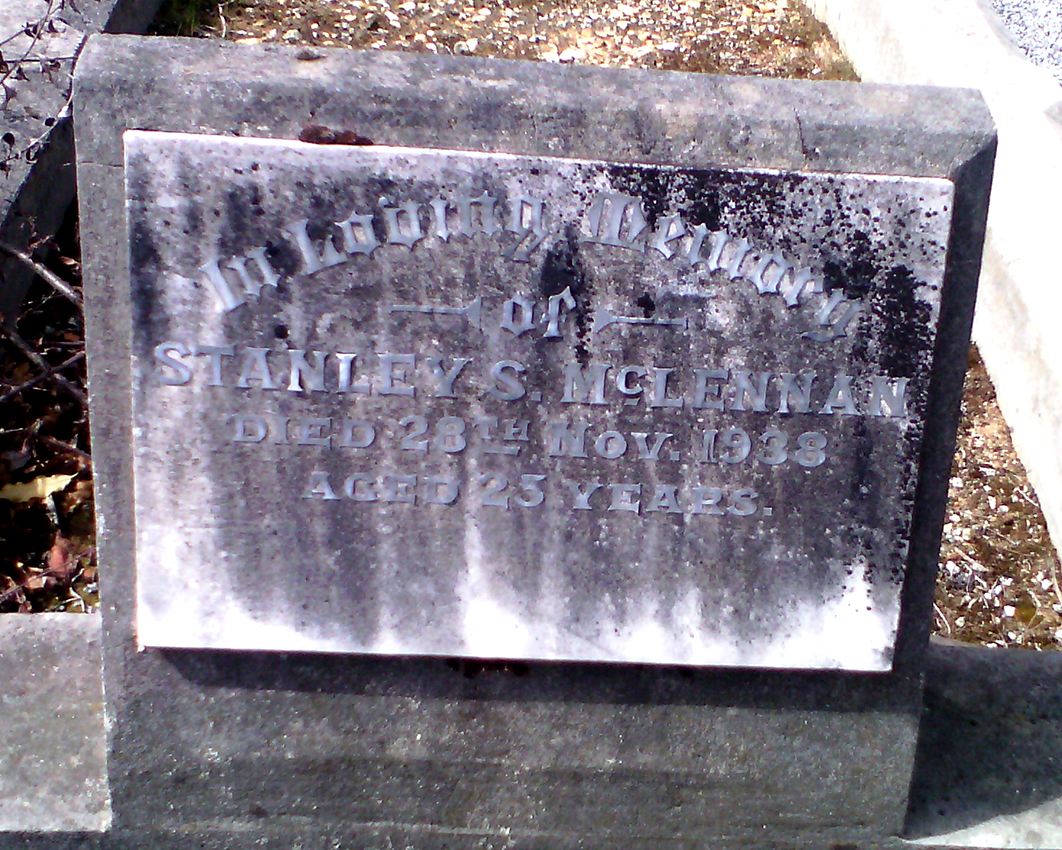 In Loving Memory
of
STANLEY S. McLENNAN
DIED 28TH NOV. 1938
AGED 25 YEARS.